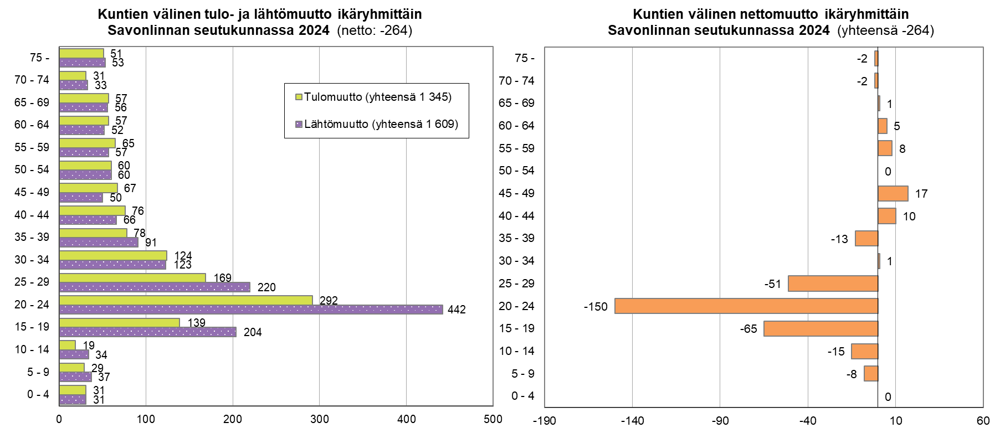 Kuntien välinen tulo- ja lähtömuutto ikäryhmittäin
Savonlinnan seutukunnassa 2024 (netto: -264)
75 - 51 53
70 - 74 31 33
65 - 69 57 56
60 - 64 57 52
55 - 59 65 57
50 - 54 60 60
45 - 49 67 50
40 - 44 76 66
35 - 39 78 91
30 - 34 124 123
25 - 29 169 220
20 - 24 292 442
15 - 19 139 204
10 - 14 19 34
5 - 9 29 37
0 - 4 31 31
0 100 200 300 400 500
Tulomuutto (yhteensä 1 345)
Lähtömuutto (yhteensä 1 609)
Kuntien välinen nettomuutto ikäryhmittäin
Savonlinnan seutukunnassa 2024 (yhteensä -264)
75 - -2
70 - 74 -2
65 - 69 1
60 - 64 5
55 - 59 8
50 - 54 0
45 - 49 17
40 - 44 10
35 - 39 -13
30 - 34 1
25 - 29 -51
20 - 24 -150
15 - 19 -65
10 - 14 -15
5 - 9 -8
0 - 4 0
-190 -140 -90 -40 10 60